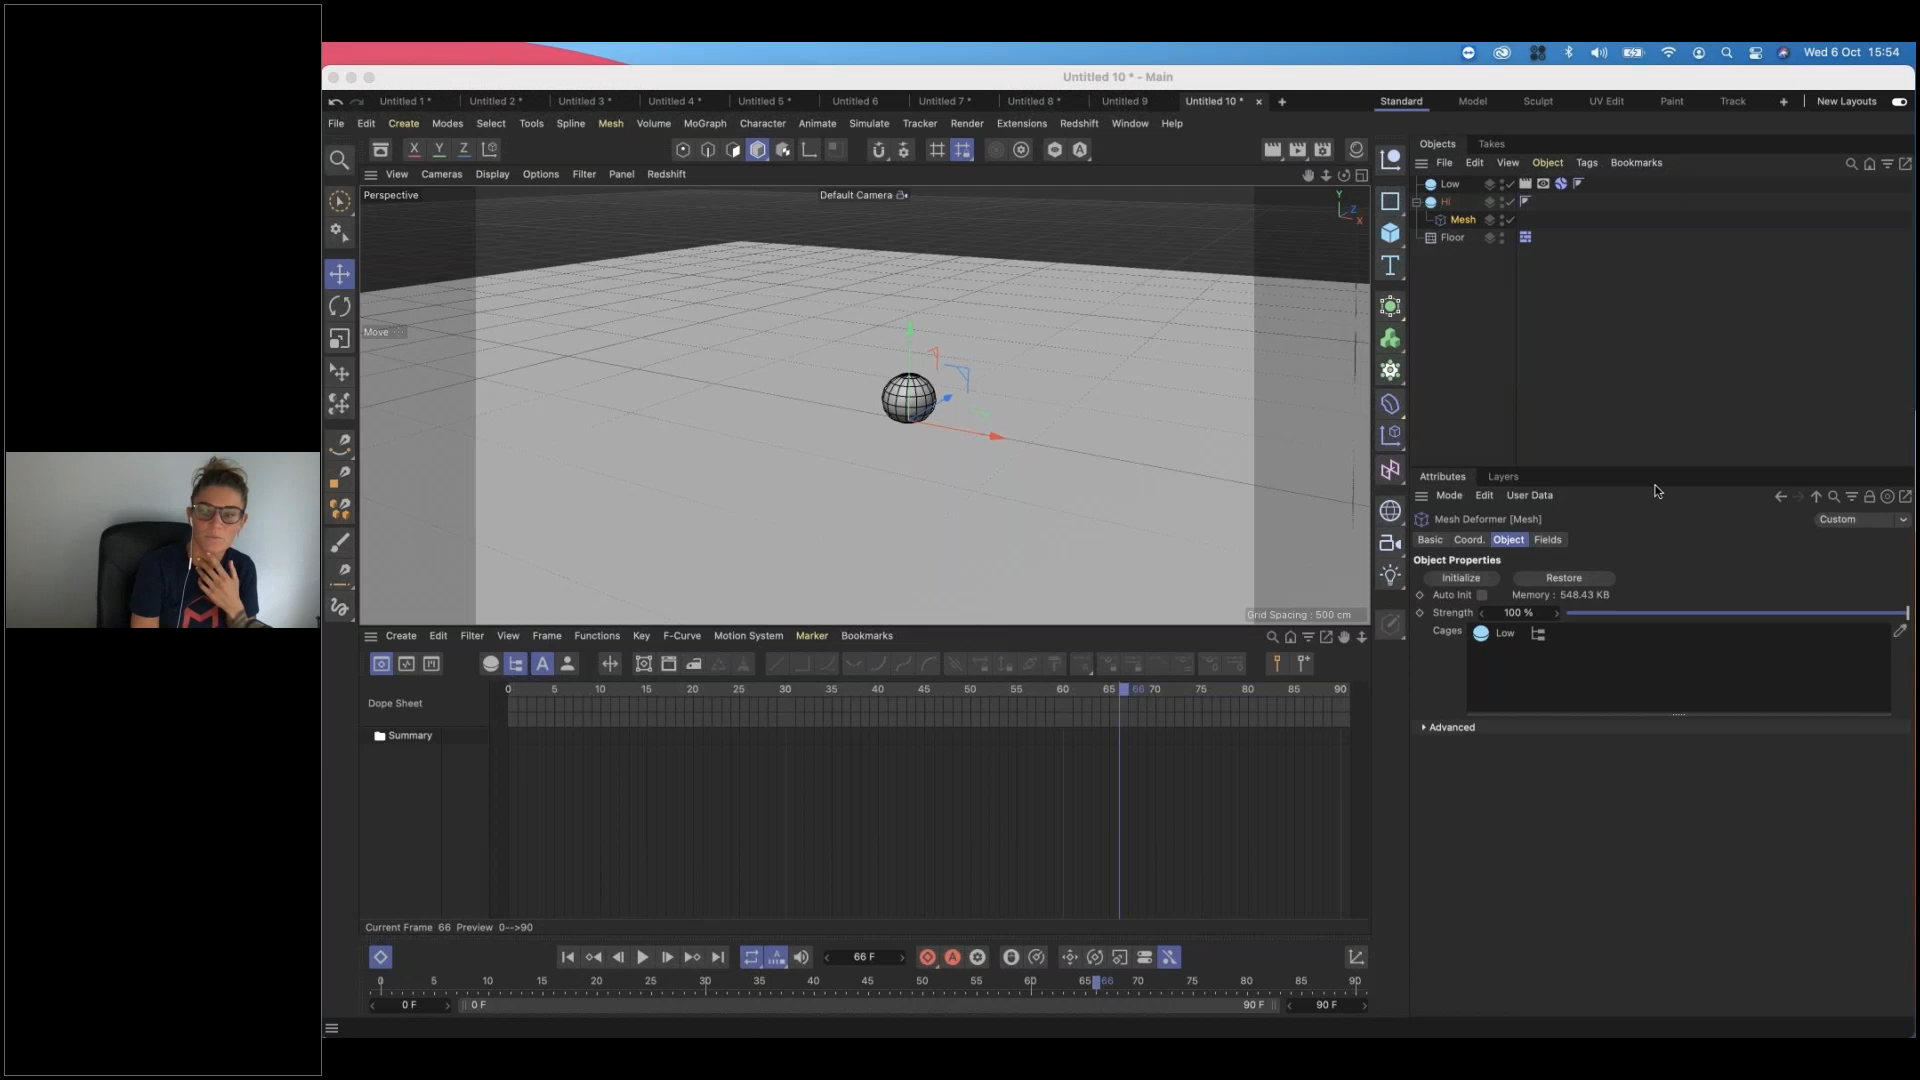 Wed 6 Oct 15:54
Untitled 10 * - Main
Untitled 1 * Untitled 2 * Untitled 3 * Untitled 4 * Untitled 5 * Untitled 6 Untitled 7 * Untitled 8 * Untitled 9 Untitled 10 * × +
Standard Model Sculpt UV Edit Paint Track + New Layouts
File Edit Create Modes Select Tools Spline Mesh Volume MoGraph Character Animate Simulate Tracker Render Extensions Redshift Window Help
X Y Z
Objects Takes
File Edit View Object Tags Bookmarks
View Cameras Display Options Filter Panel Redshift
Perspective
Default Camera
Y
Z
X
Low
Hi
Mesh
Floor
Move
Grid Spacing : 500 cm
Attributes Layers
Mode Edit User Data
Mesh Deformer [Mesh]
Custom
Basic Coord. Object Fields
Object Properties
Initialize Restore
Auto Init Memory : 548.43 KB
Strength 100 %
Cages Low
Advanced
Create Edit Filter View Frame Functions Key F-Curve Motion System Marker Bookmarks
A
0 5 10 15 20 25 30 35 40 45 50 55 60 65 66 70 75 80 85 90
Dope Sheet
Summary
Current Frame 66 Preview 0-->90
66 F
0 5 10 15 20 25 30 35 40 45 50 55 60 65 66 70 75 80 85 90
0 F 0 F 90 F 90 F